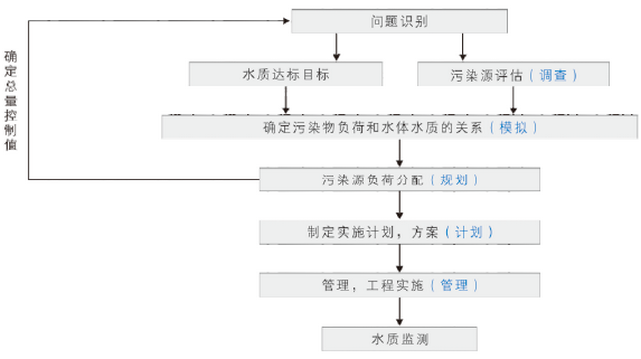 问题识别
确定总量控制值
水质达标目标
污染源评估（调查）
确定污染物负荷和水体水质的关系（模拟）
污染源负荷分配（规划）
制定实施计划，方案（计划）
管理，工程实施（管理）
水质监测